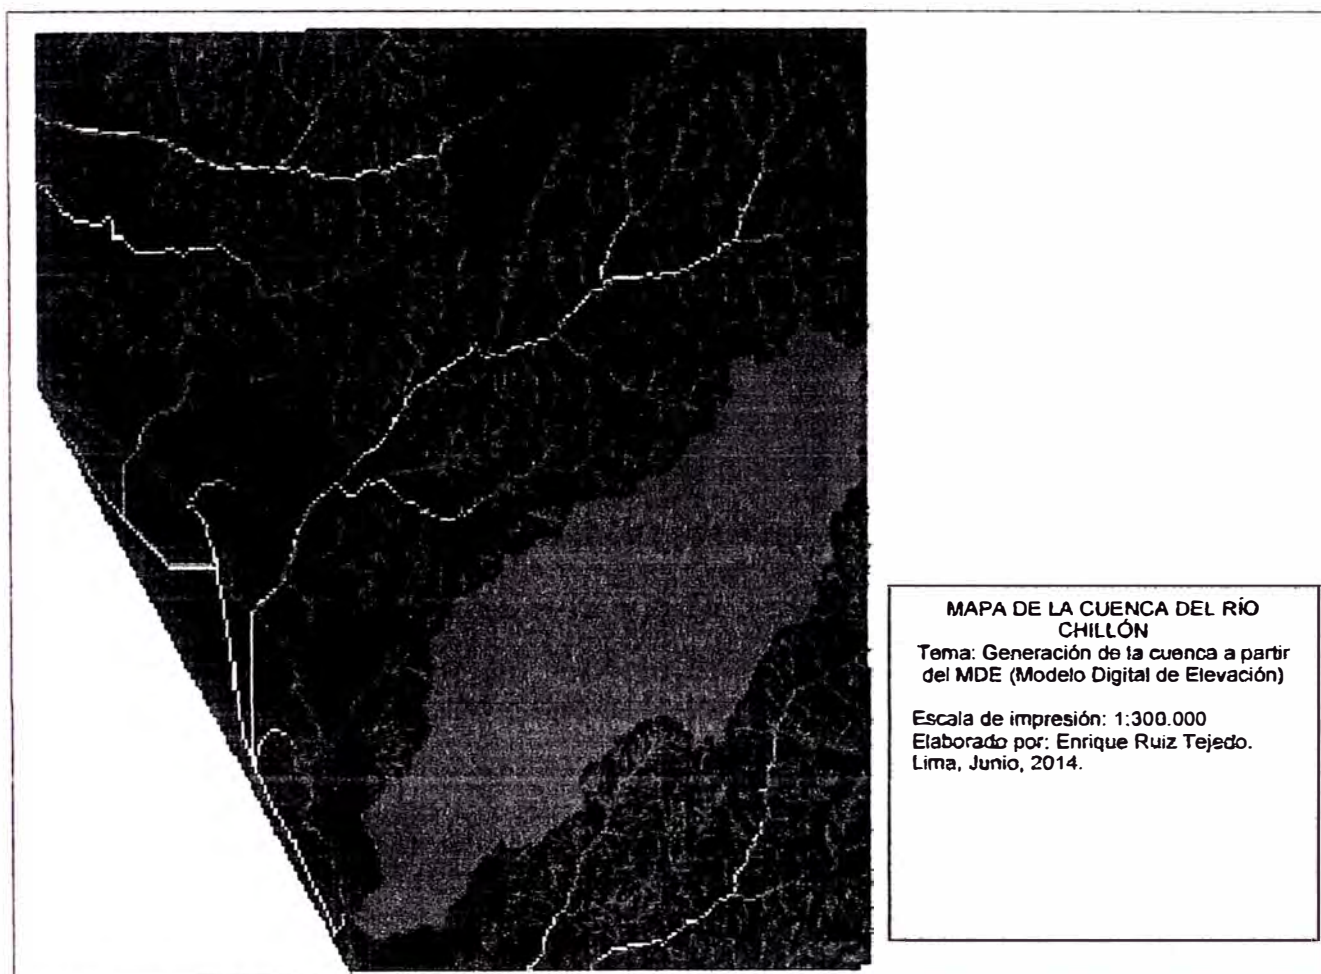 MAPA DE LA CUENCA DEL RÍO
CHILLÓN
Tema: Generación de la cuenca a partir
del MDE (Modelo Digital de Elevación)
Escala de impresión: 1:300.000
Elaborado por: Enrique Ruiz Tejedo.
Lima, Junio, 2014.